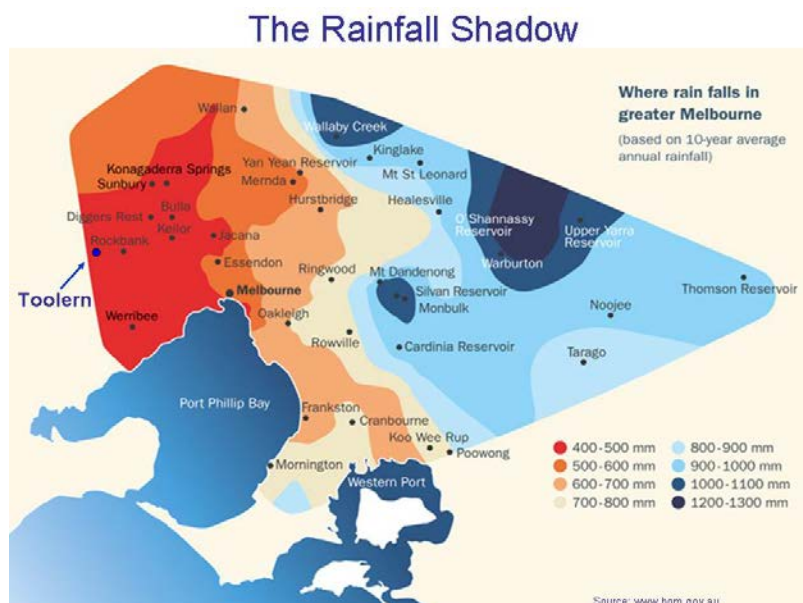 The Rainfall Shadow
Where rain falls in
greater Melbourne
(based on 10-year average
annual rainfall)
Wallan
Wallaby Creek
Kinglake
Yan Yean Reservoir
Mt St Leonard
Konagaderra Springs
Sunbury
Mernda
Hurstbridge
Healesville
Diggers Rest
Bulla
Keilor
Jacana
O'Shannassy
Reservoir
Upper Yarra
Reservoir
Rockbank
Essendon
Warburton
Ringwood
Mt Dandenong
Toolern
Melbourne
Silvan Reservoir
Monbulk
Thomson Reservoir
Noojee
Werribee
Oakleigh
Rowville
Cardinia Reservoir
Tarago
Port Phillip Bay
Frankston
Cranbourne
Koo Wee Rup
Poowong
Mornington
Western Port
400-500 mm
500-600 mm
600-700 mm
700-800 mm
800-900 mm
900-1000 mm
1000-1100 mm
1200-1300 mm
Source: www.bom.gov.au